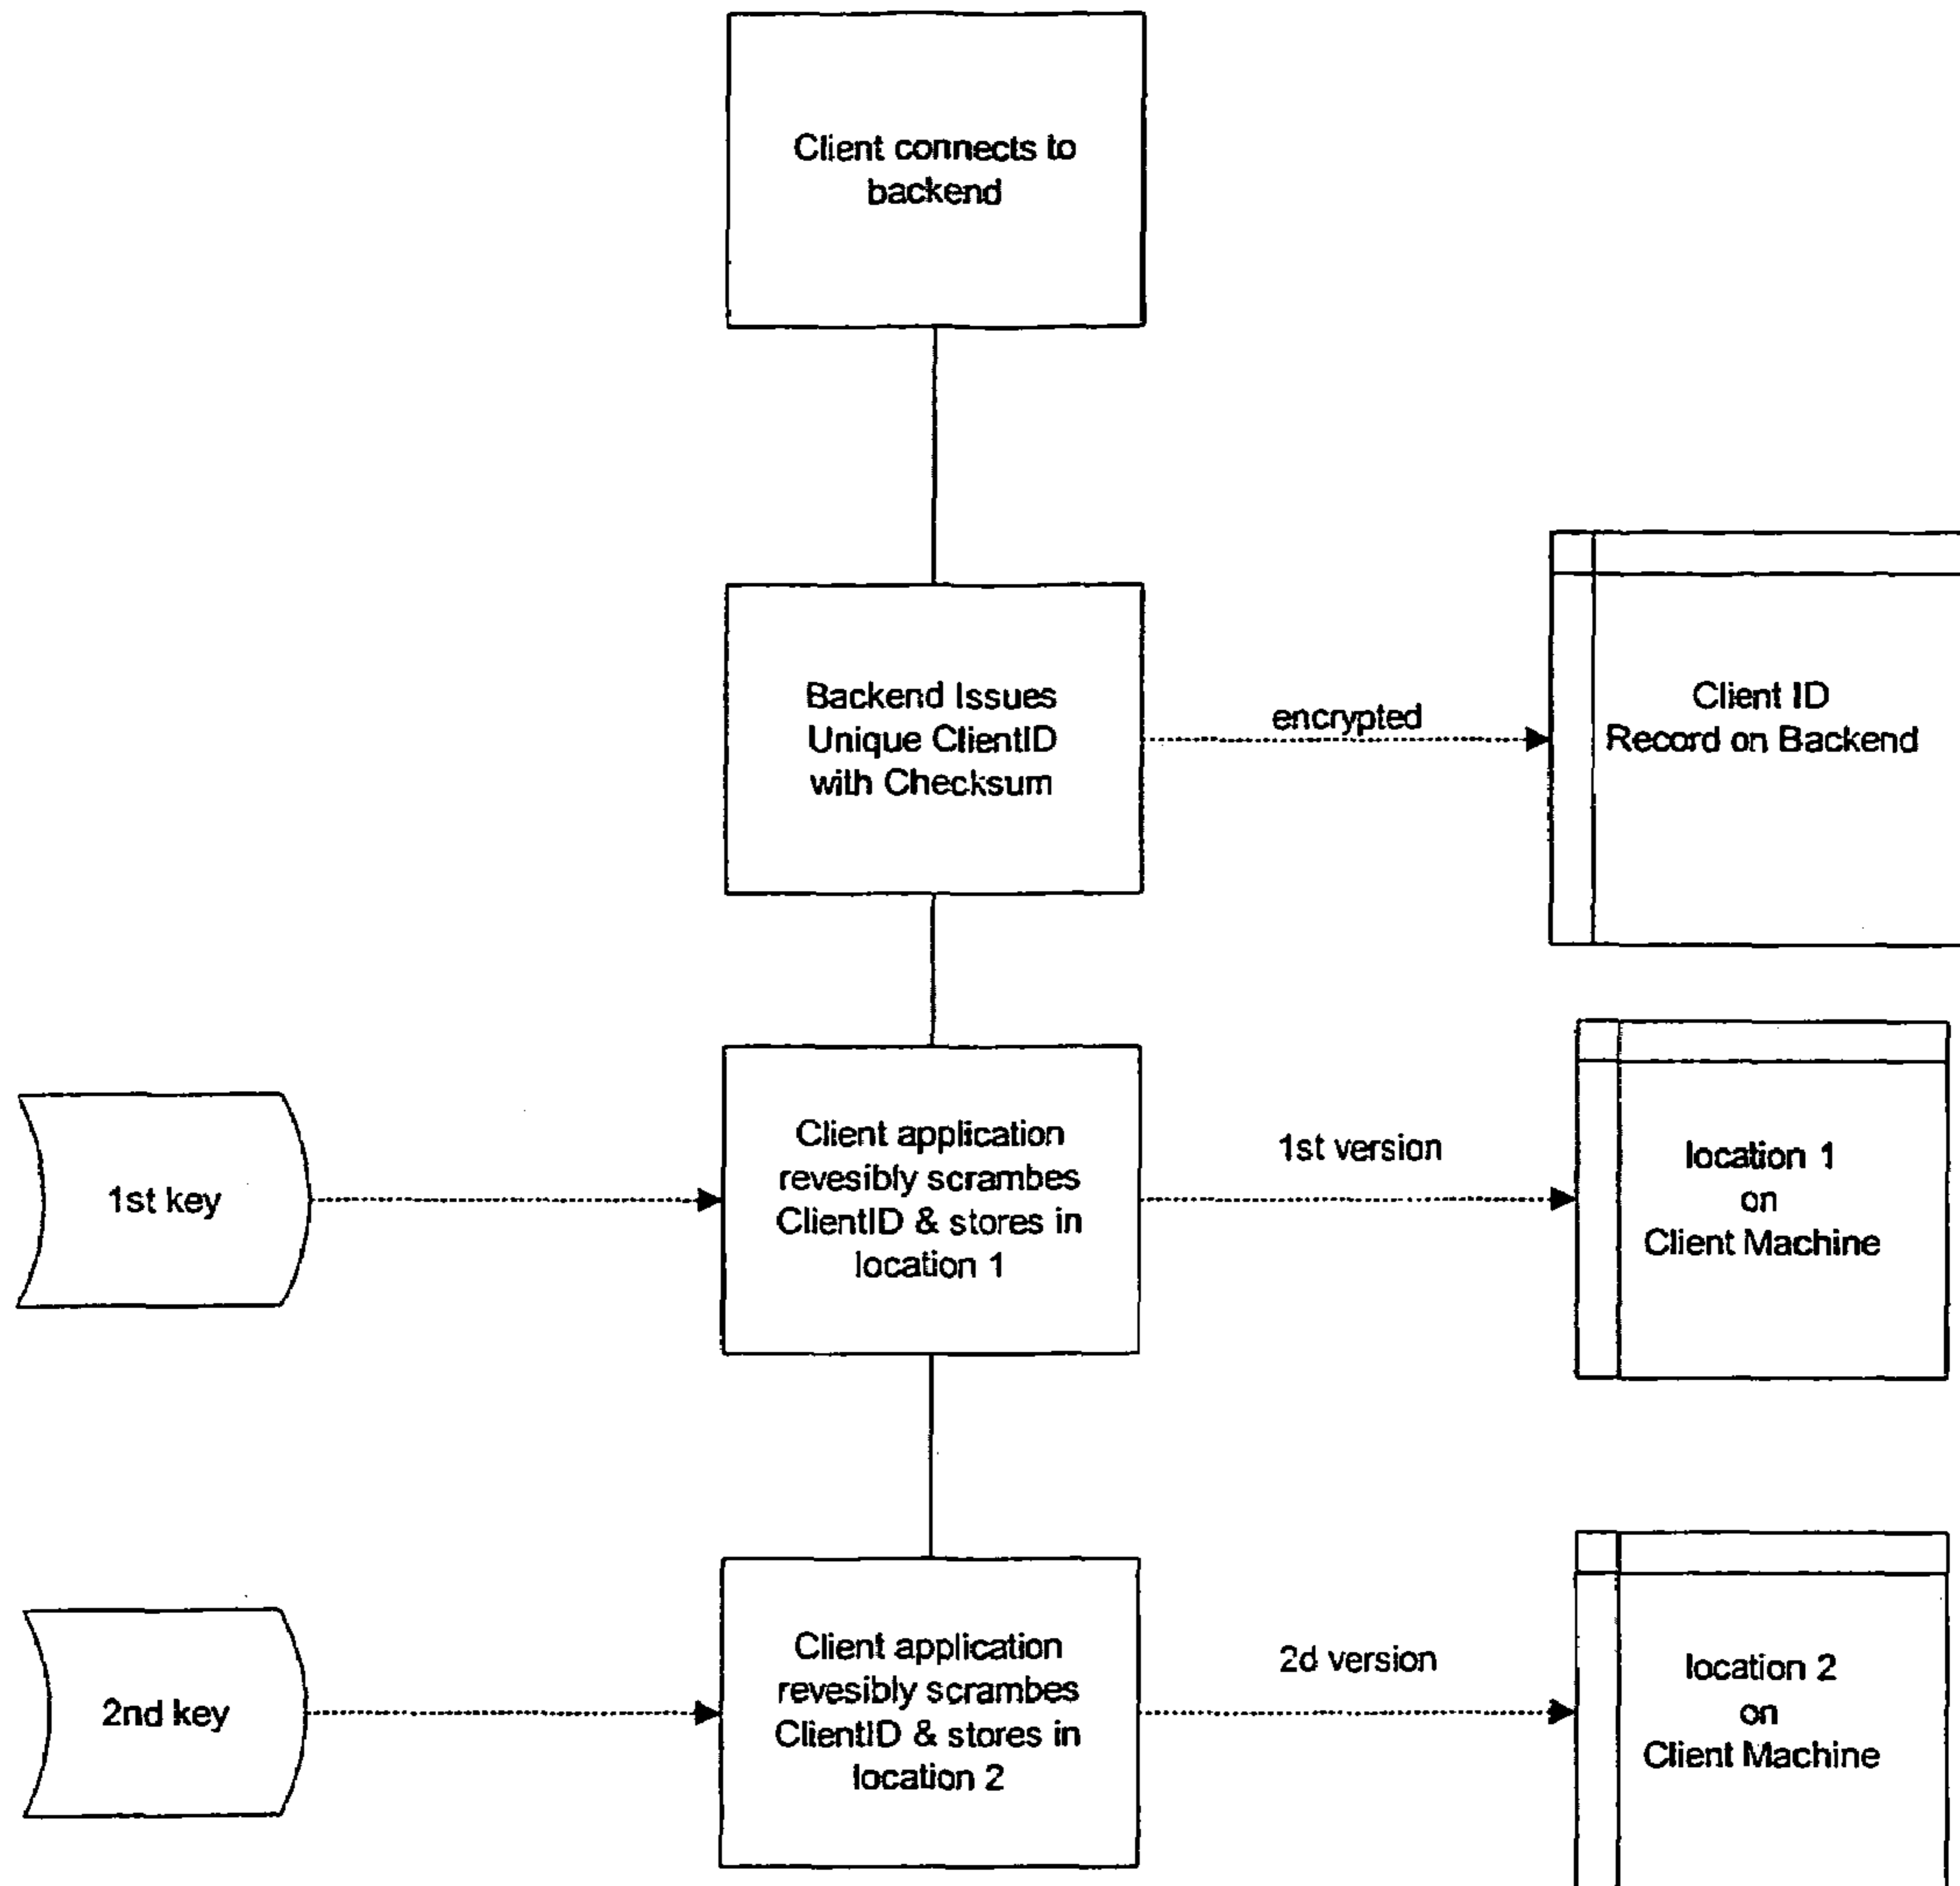 Client connects to
backend
Backend Issues
Unique ClientID
with Checksum
encrypted
Client ID
Record on Backend
1st key
Client application
revesibly scrambes
ClientID & stores in
location 1
1st version
location 1
on
Client Machine
2nd key
Client application
revesibly scrambes
ClientID & stores in
location 2
2d version
location 2
on
Client Machine